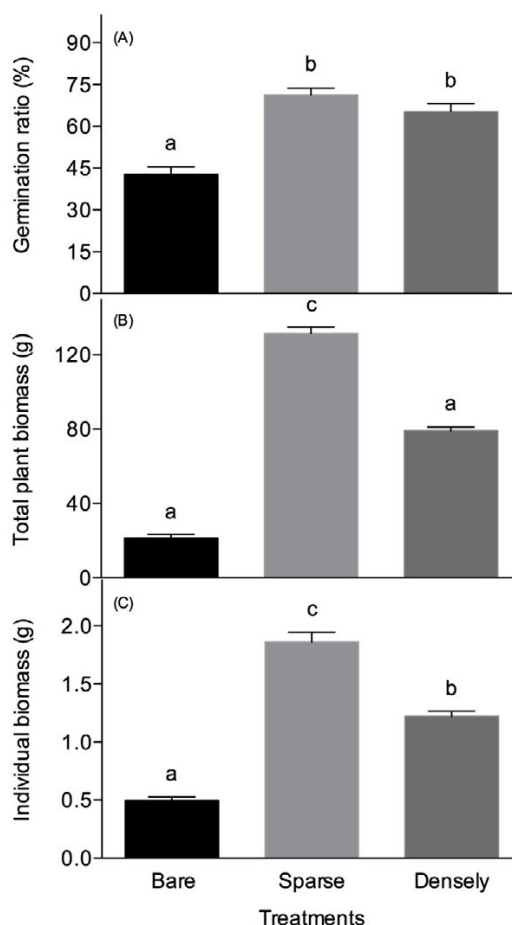 (A)
Germination ratio (%)
90
75
60
45
30
15
0
a
b
b
(B)
Total plant biomass (g)
120
80
40
0
a
c
a
(C)
Individual biomass (g)
2.0
1.5
1.0
0.5
0.0
a
c
b
Bare Sparse Densely
Treatments